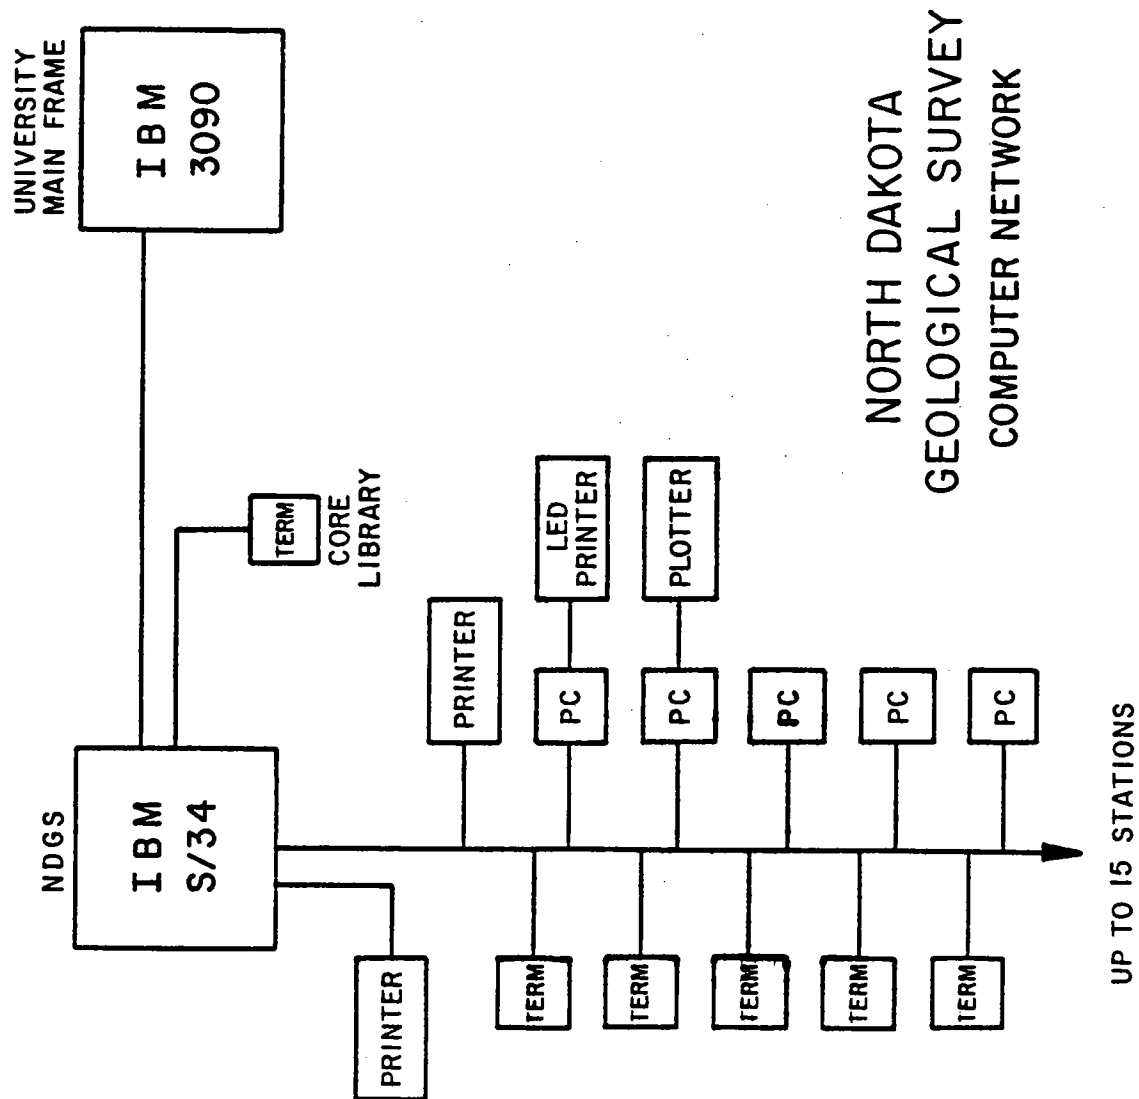 UNIVERSITY
MAIN FRAME
NDGS
IBM
3090
IBM
S/34
TERM
CORE
LIBRARY
PRINTER
PRINTER
TERM
PC
LED
PRINTER
TERM
PC
PLOTTER
TERM
PC
TERM
PC
TERM
PC
UP TO 15 STATIONS
NORTH DAKOTA
GEOLOGICAL SURVEY
COMPUTER NETWORK